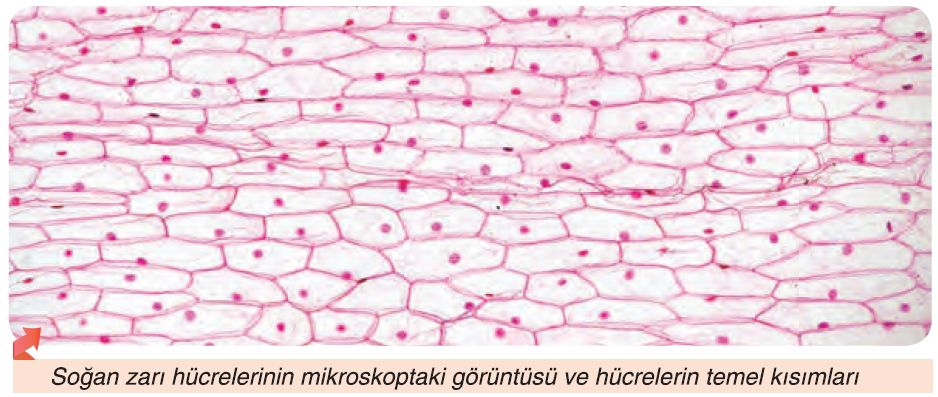 Soğan zarı hücrelerinin mikroskoptaki görüntüsü ve hücrelerin temel kısımları